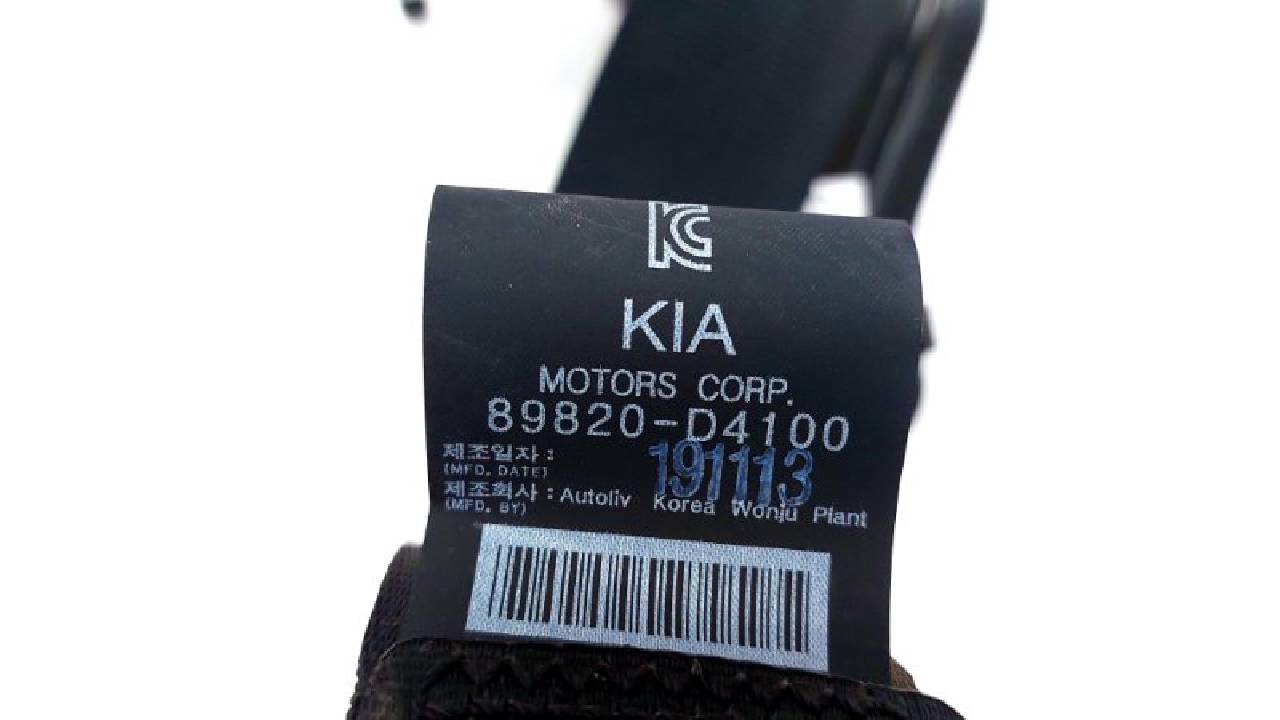 KC
KIA
MOTORS CORP.
89820-D4100
제조일자 : 191113
(MFD. DATE)
제조회사 : Autoliv Korea Wonju Plant
(MFD. BY)